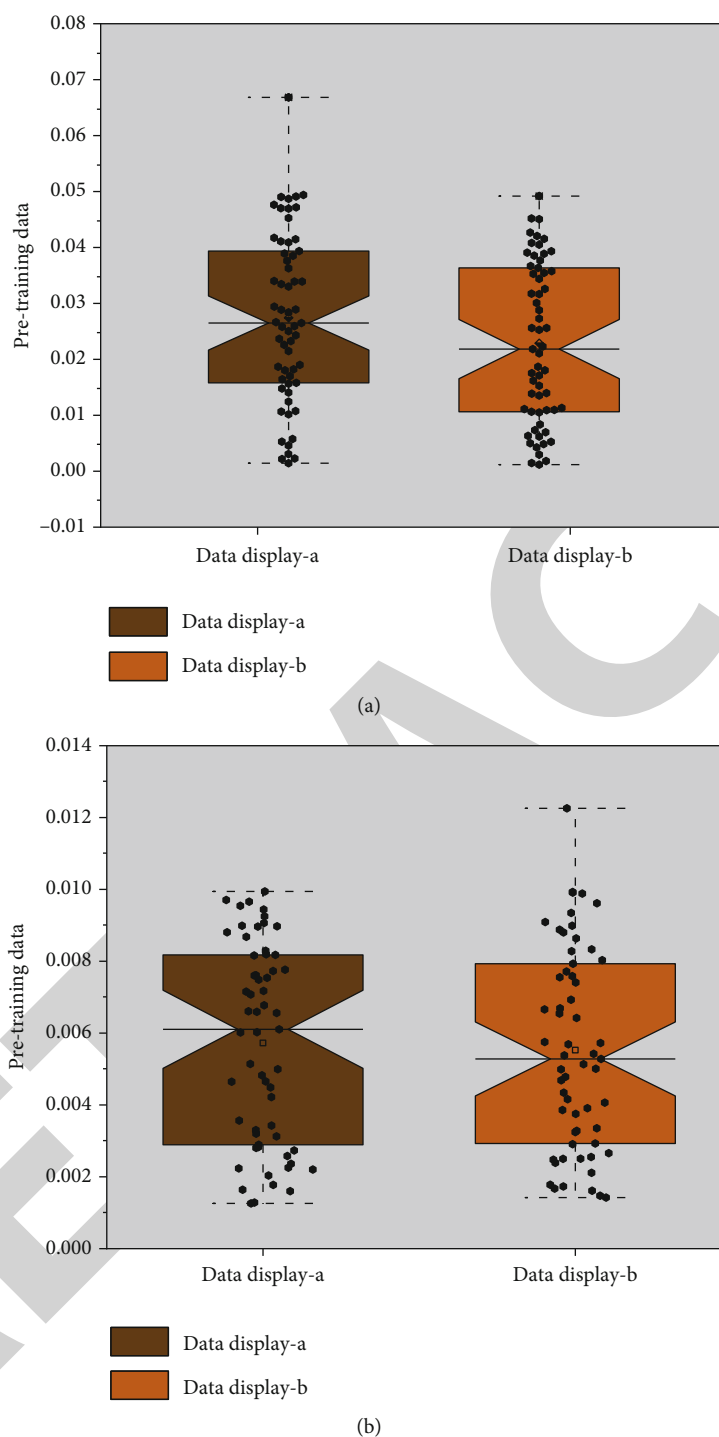 0.08
0.07
0.06
0.05
0.04
0.03
0.02
0.01
0.00
–0.01
Pre-training data
Data display-a Data display-b
Data display-a
Data display-b
(a)
0.014
0.012
0.010
0.008
0.006
0.004
0.002
0.000
Pre-training data
Data display-a Data display-b
Data display-a
Data display-b
(b)